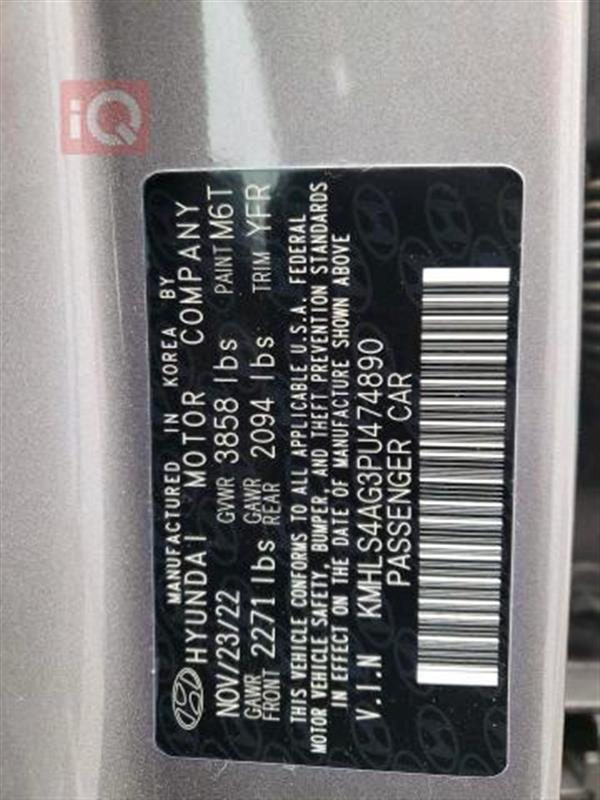 iQ
MANUFACTURED IN KOREA BY
HYUNDAI MOTOR COMPANY
NOV/23/22 GVWR 3858 lbs PAINT M6T
GAWR FRONT 2271 lbs GAWR REAR 2094 lbs TRIM YFR
THIS VEHICLE CONFORMS TO ALL APPLICABLE U.S.A. FEDERAL
MOTOR VEHICLE SAFETY, BUMPER, AND THEFT PREVENTION STANDARDS
IN EFFECT ON THE DATE OF MANUFACTURE SHOWN ABOVE
V.I.N KMHLS4AG3PU474890
PASSENGER CAR